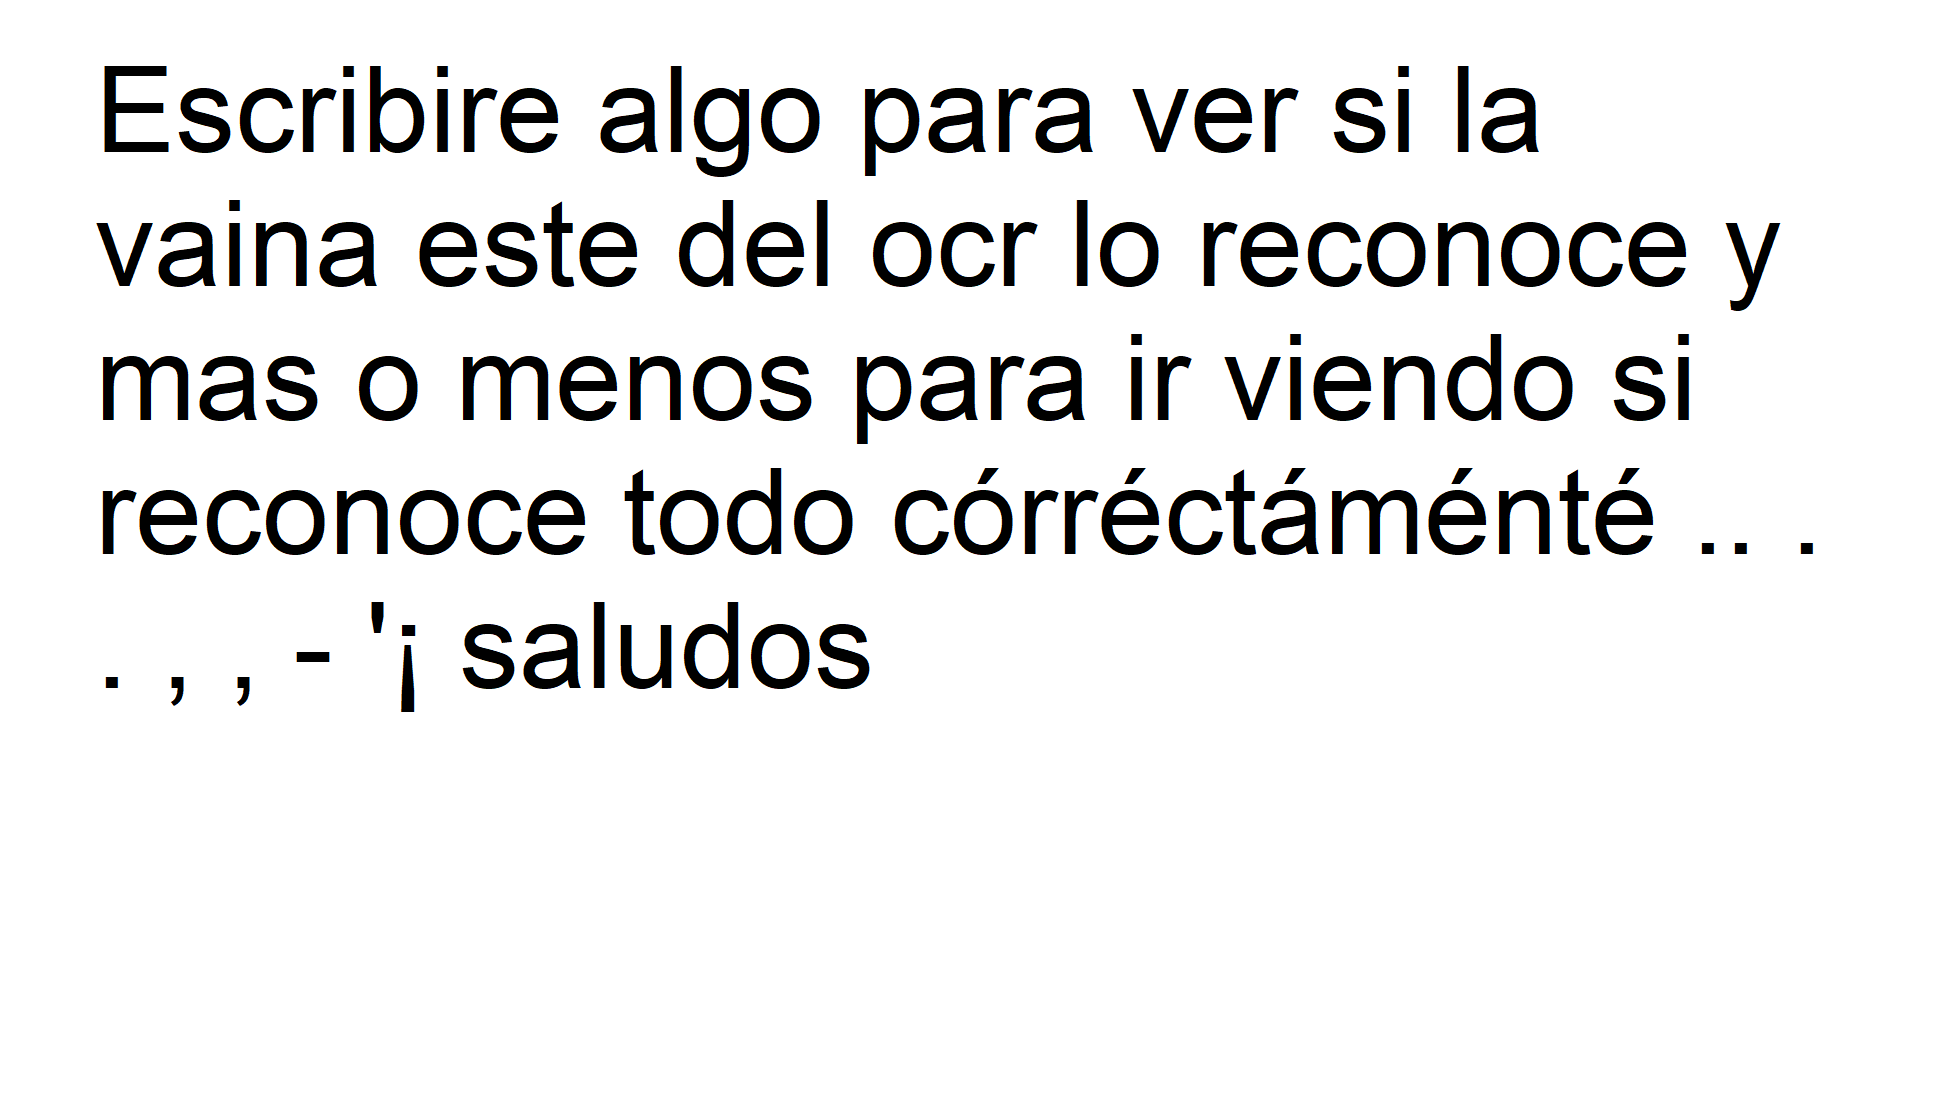 Escribire algo para ver si la
vaina este del ocr lo reconoce y
mas o menos para ir viendo si
reconoce todo córréctáménté .. .
. , , - '¡ saludos